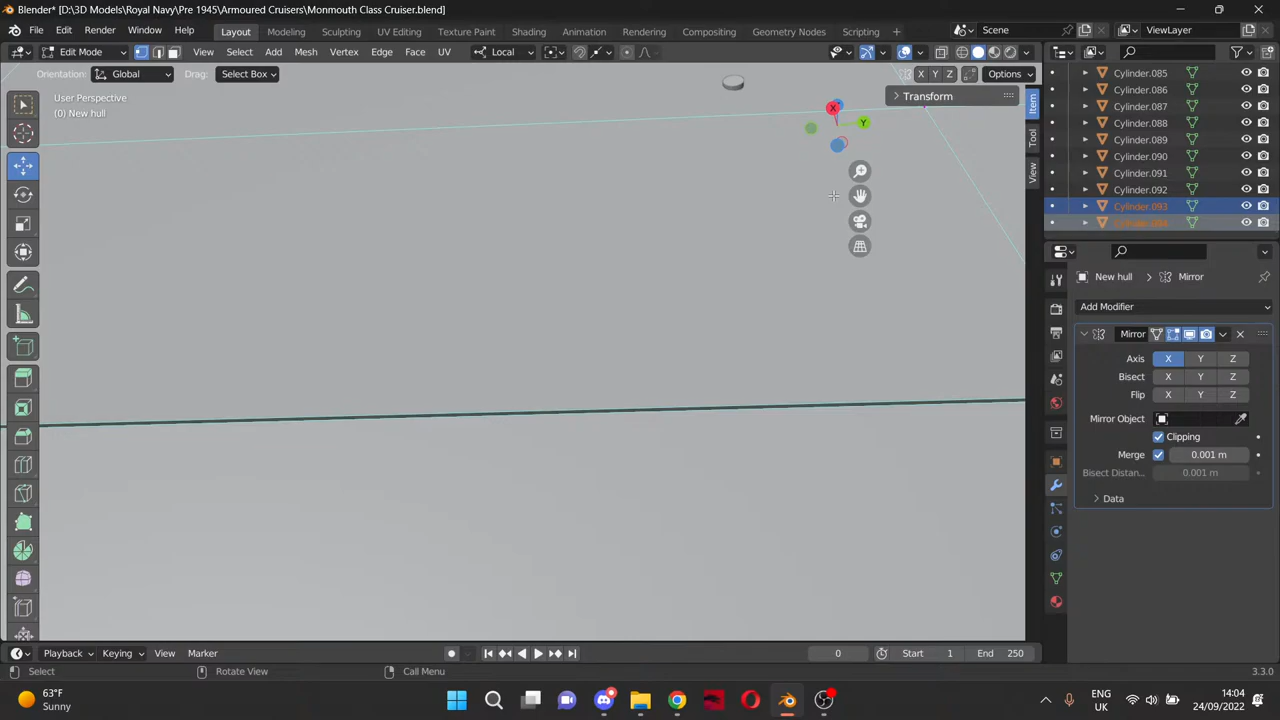 Blender* [D:\3D Models\Royal Navy\Pre 1945\Armoured Cruisers\Monmouth Class Cruiser.blend]
File Edit Render Window Help Layout Modeling Sculpting UV Editing Texture Paint Shading Animation Rendering Compositing Geometry Nodes Scripting + Scene ViewLayer
Edit Mode View Select Add Mesh Vertex Edge Face UV Local
Orientation: Global Drag: Select Box X Y Z Options
User Perspective
(0) New hull
Transform
X
Y
Item
Tool
View
Cylinder.085
Cylinder.086
Cylinder.087
Cylinder.088
Cylinder.089
Cylinder.090
Cylinder.091
Cylinder.092
Cylinder.093
New hull > Mirror
Add Modifier
Mirror
Axis X Y Z
Bisect X Y Z
Flip X Y Z
Mirror Object
Clipping
Merge 0.001 m
Bisect Distan... 0.001 m
Data
Playback Keying View Marker 0 Start 1 End 250
Select Rotate View Call Menu 3.3.0
63°F
Sunny
ENG
UK
14:04
24/09/2022